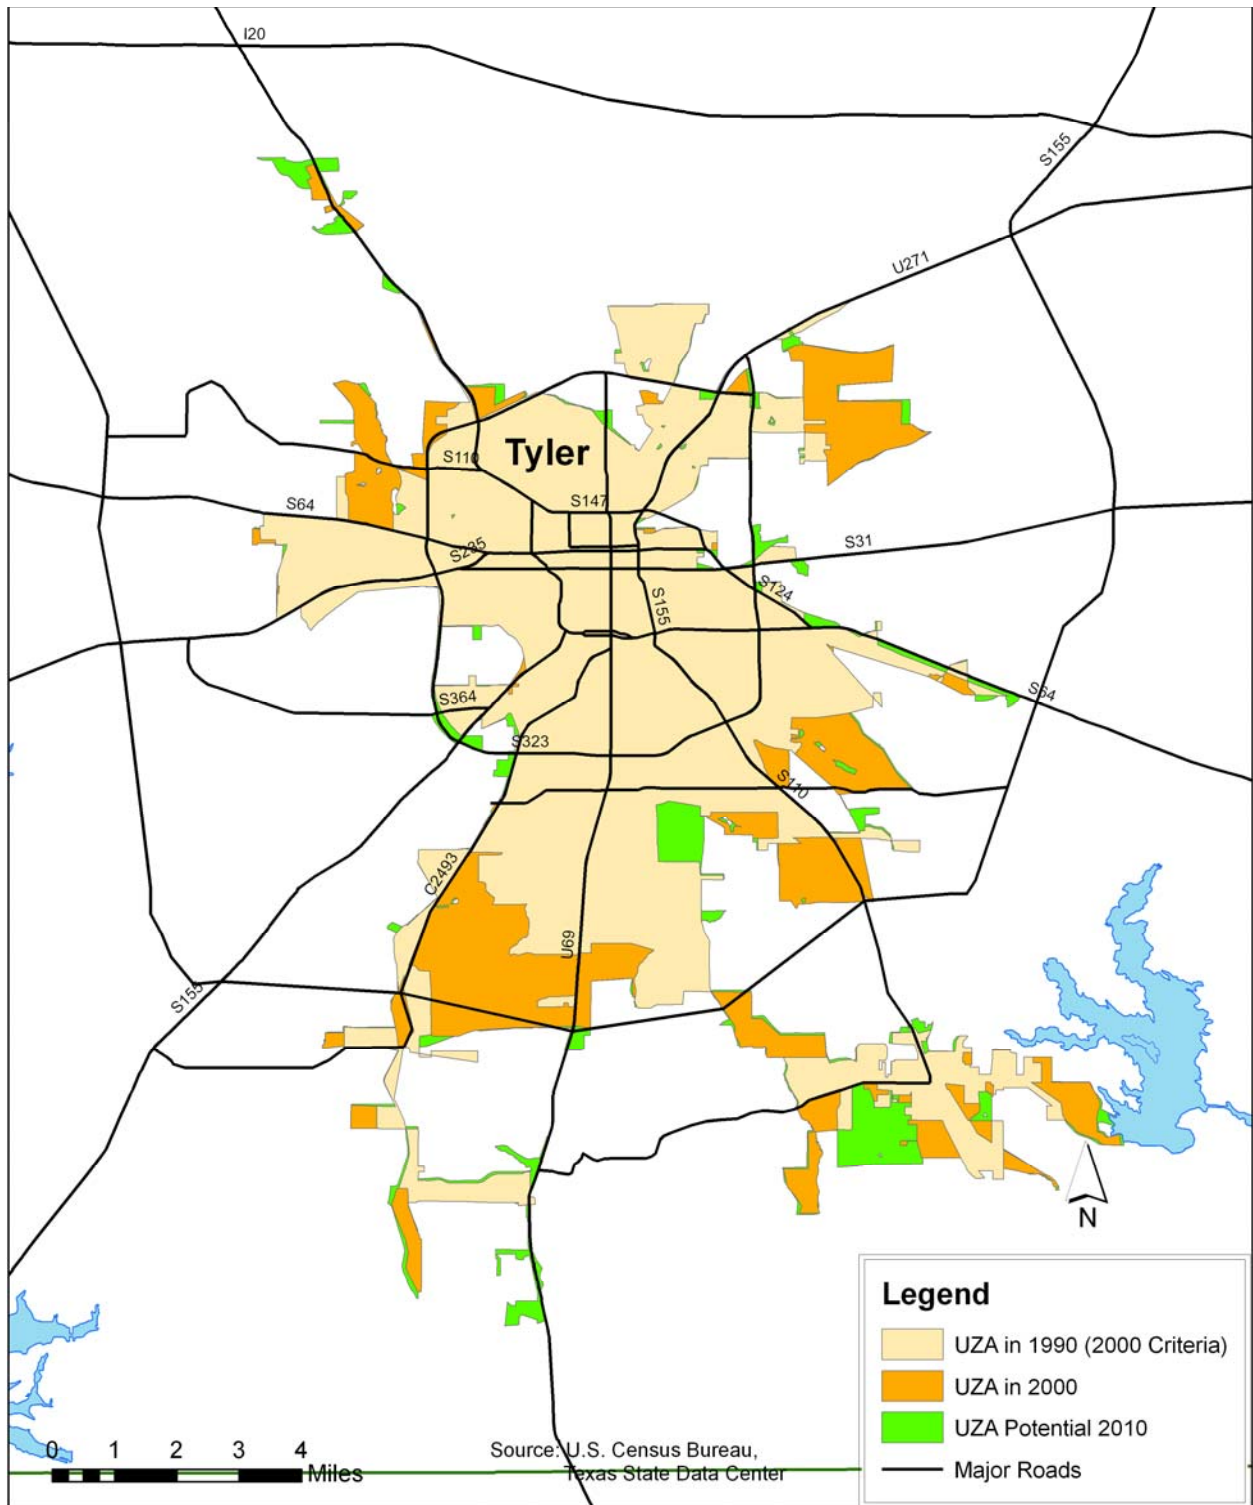 I20
S155
U271
Tyler
S110
S147
S64
S31
S235
S124
S155
S64
S364
S323
S110
C2493
U69
S155
N
Legend
UZA in 1990 (2000 Criteria)
UZA in 2000
UZA Potential 2010
Major Roads
0 1 2 3 4
Miles
Source: U.S. Census Bureau,
Texas State Data Center